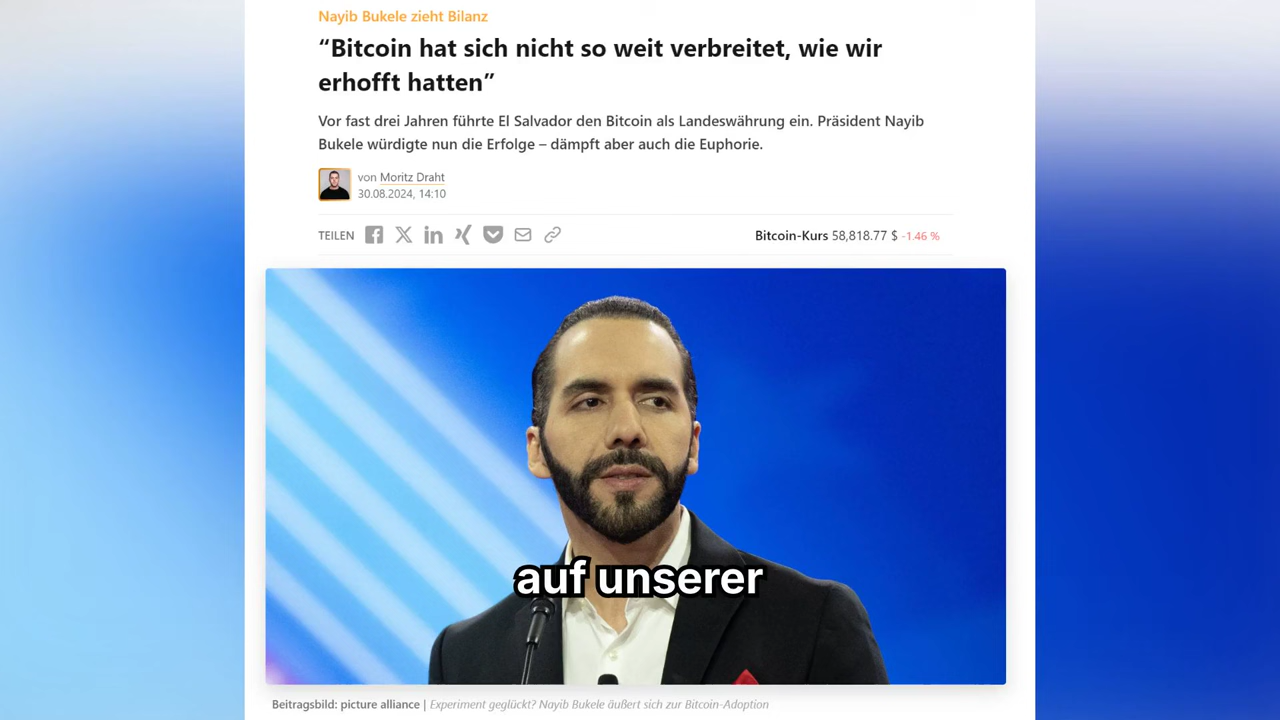 Nayib Bukele zieht Bilanz
“Bitcoin hat sich nicht so weit verbreitet, wie wir
erhofft hatten”
Vor fast drei Jahren führte El Salvador den Bitcoin als Landeswährung ein. Präsident Nayib
Bukele würdigte nun die Erfolge – dämpft aber auch die Euphorie.
von Moritz Draht
30.08.2024, 14:10
TEILEN
Bitcoin-Kurs 58,818.77 $ -1.46 %
auf unserer
Beitragsbild: picture alliance | Experiment geglückt? Nayib Bukele äußert sich zur Bitcoin-Adoption